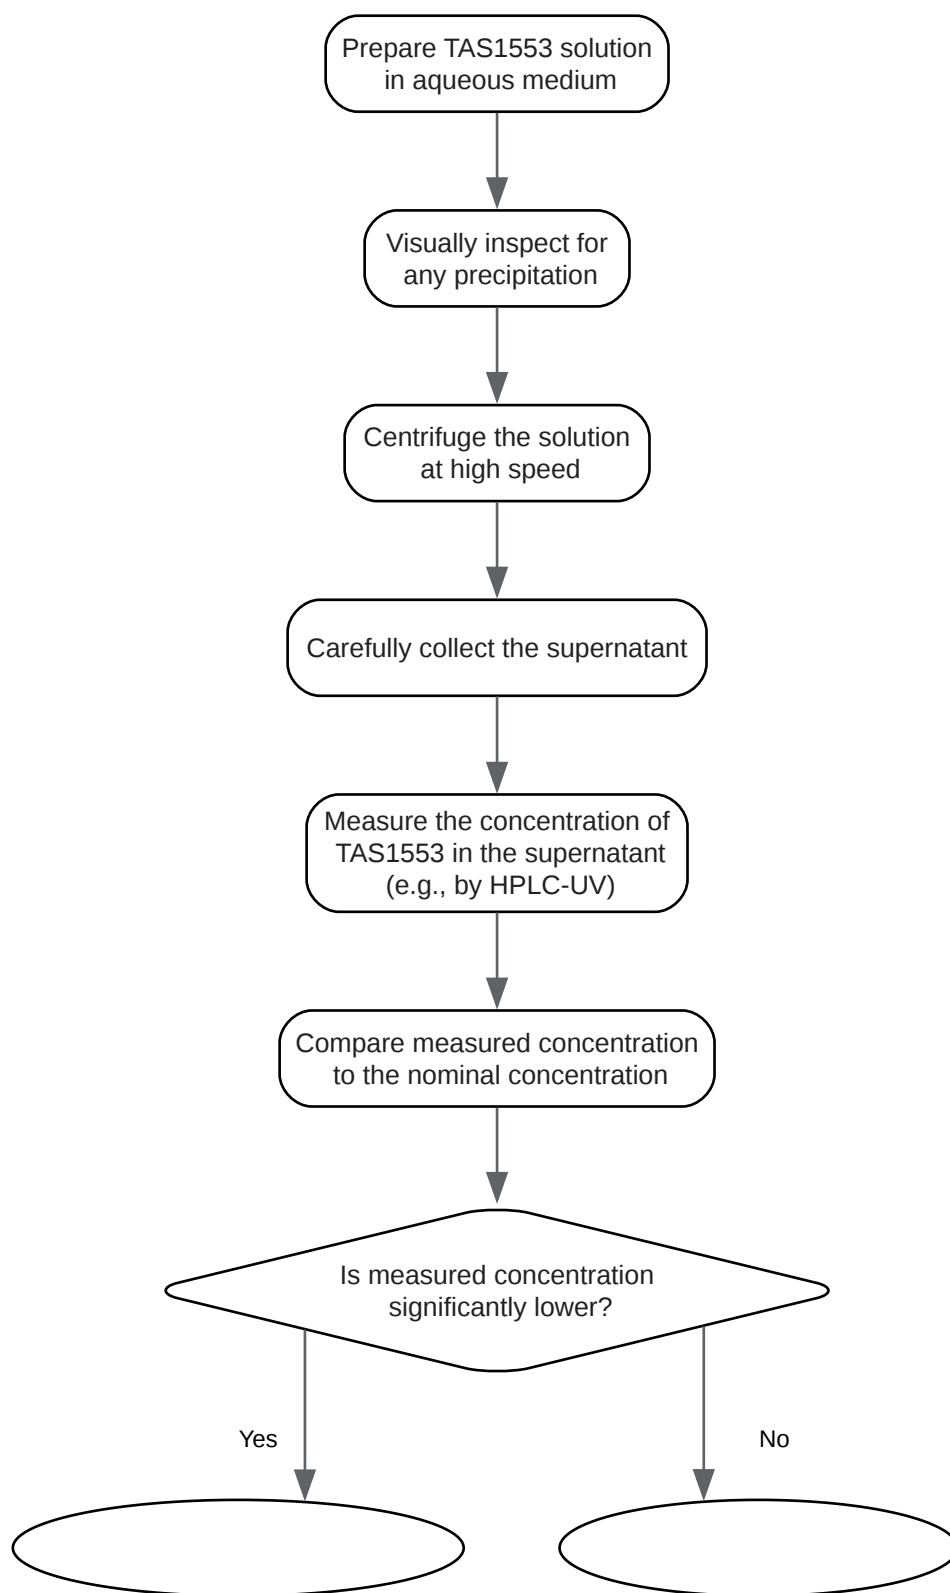 Prepare TAS1553 solution
in aqueous medium
Visually inspect for
any precipitation
Centrifuge the solution
at high speed
Carefully collect the supernatant
Measure the concentration of
TAS1553 in the supernatant
(e.g., by HPLC-UV)
Compare measured concentration
to the nominal concentration
Is measured concentration
significantly lower?
Yes
No